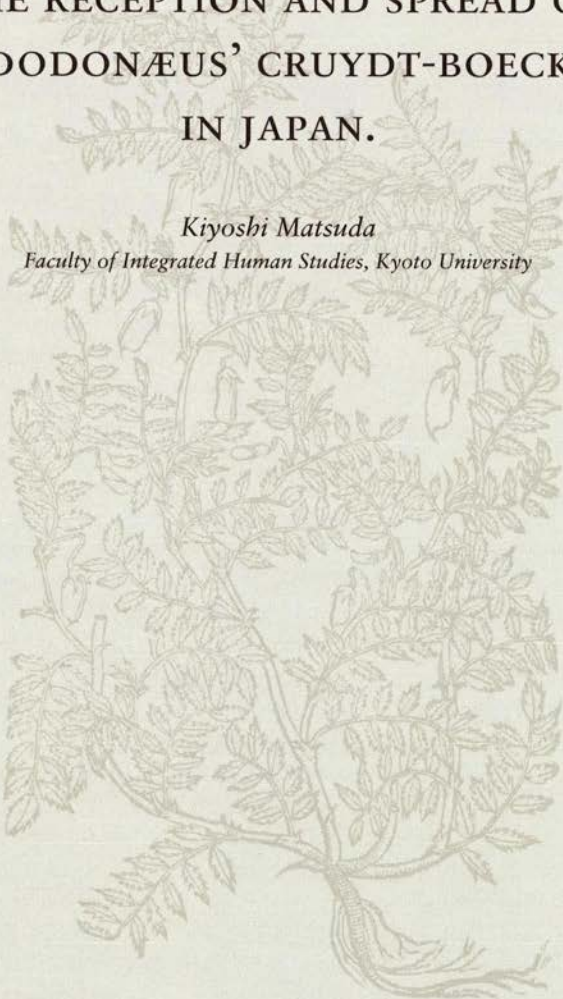 E RECEPTION AND SPREAD
DODONÆUS’ CRUYDT-BOECK
IN JAPAN.
Kiyoshi Matsuda
Faculty of Integrated Human Studies, Kyoto University